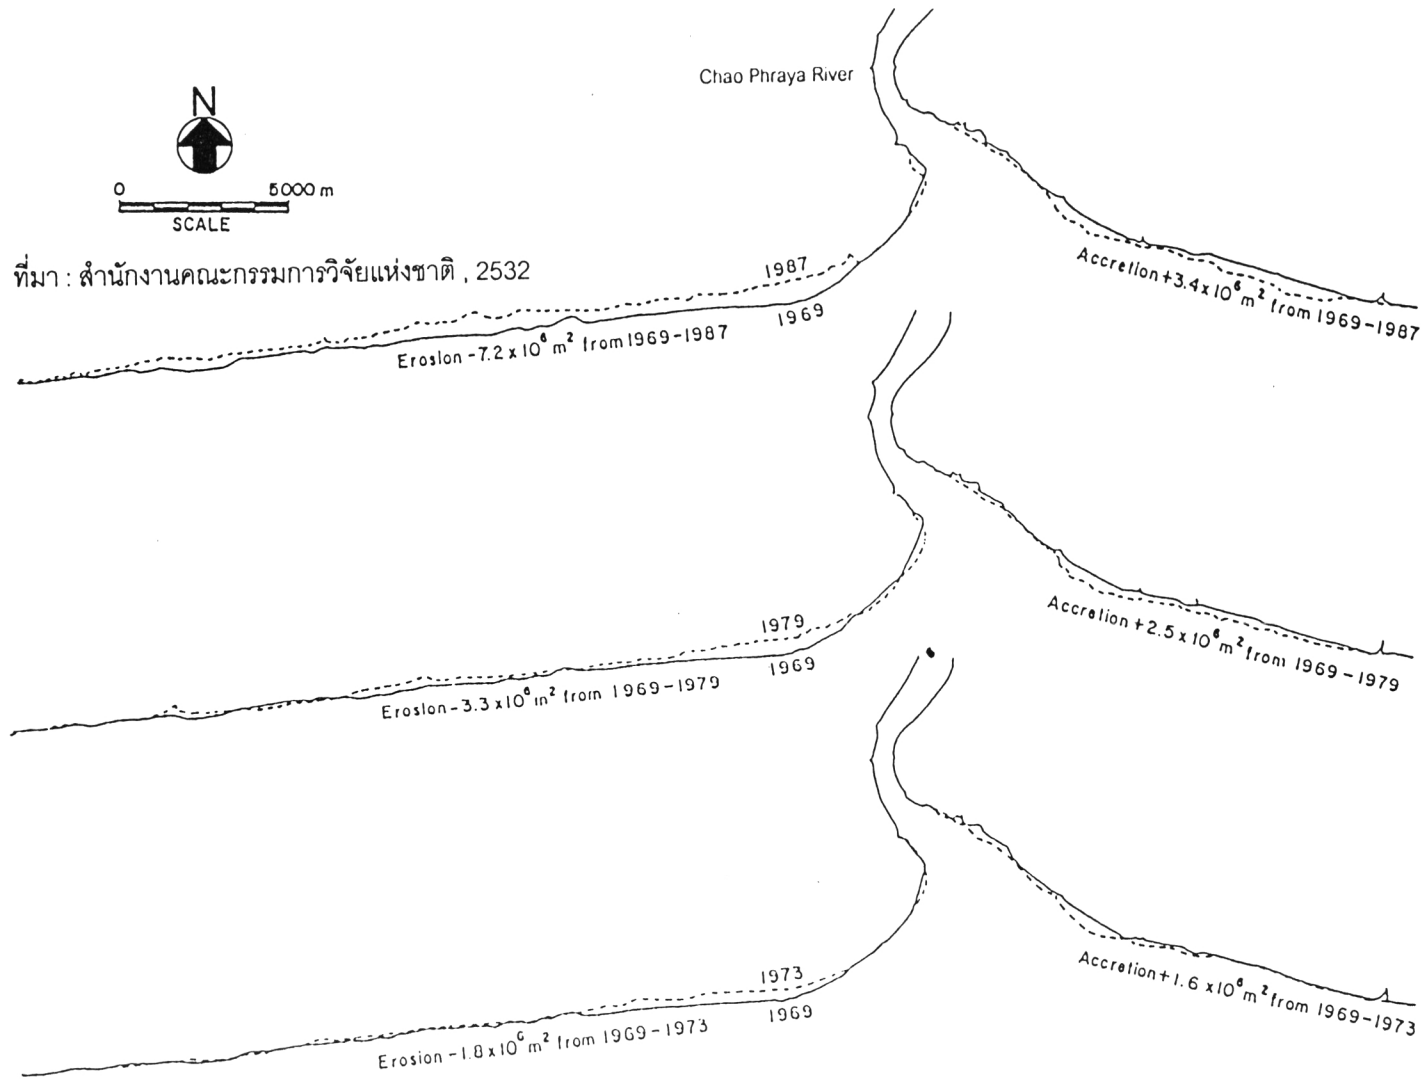 Chao Phraya River
N
0 5000 m
SCALE
ที่มา : สำนักงานคณะกรรมการวิจัยแห่งชาติ , 2532
1987
1969
Erosion -7.2 x 10⁶ m² from 1969-1987
Accretion +3.4 x 10⁶ m² from 1969-1987
1979
1969
Erosion -3.3 x 10⁶ m² from 1969-1979
Accretion +2.5 x 10⁶ m² from 1969-1979
1973
1969
Erosion -1.8 x 10⁶ m² from 1969-1973
Accretion +1.6 x 10⁶ m² from 1969-1973